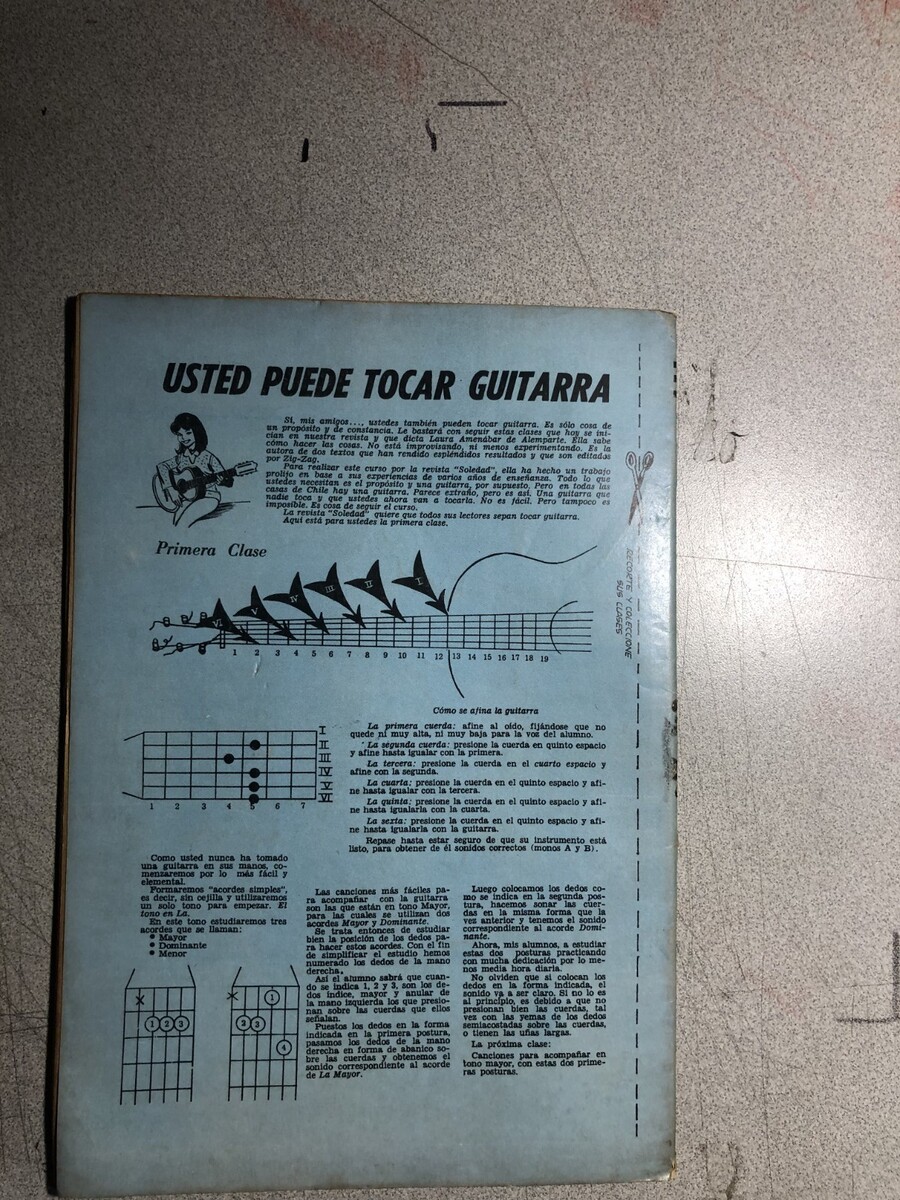 USTED PUEDE TOCAR GUITARRA
Sí, mis amigos..., ustedes también pueden tocar guitarra. Es sólo cosa de
un propósito y de constancia. Le bastará con seguir estas clases que hoy se ini-
cian en nuestra revista y que dicta Laura Amenábar de Alemparte. Ella sabe
cómo hacer las cosas. No está improvisando, ni menos experimentando. Es la
autora de dos textos que han rendido espléndidos resultados y que son editados
por Zig-Zag.
Para realizar este curso por la revista "Soledad", ella ha hecho un trabajo
prolijo en base a sus experiencias de varios años de enseñanza. Todo lo que
ustedes necesitan es el propósito y una guitarra, por supuesto. Pero en todas las
casas de Chile hay una guitarra. Parece extraño, pero es así. Una guitarra que
nadie toca y que ustedes ahora van a tocarla. No es fácil. Pero tampoco es
imposible. Es cosa de seguir el curso.
La revista "Soledad" quiere que todos sus lectores sepan tocar guitarra.
Aquí está para ustedes la primera clase.
RECORTE Y COLECCIONE
SUS CLASES
Primera Clase
VI V IV III II I
1 2 3 4 5 6 7 8 9 10 11 12 13 14 15 16 17 18 19
Cómo se afina la guitarra
I
II
III
IV
V
VI
1 2 3 4 5 6 7
La primera cuerda: afine al oído, fijándose que no
quede ni muy alta, ni muy baja para la voz del alumno.
La segunda cuerda: presione la cuerda en quinto espacio
y afine hasta igualar con la primera.
La tercera: presione la cuerda en el cuarto espacio y
afine con la segunda.
La cuarta: presione la cuerda en el quinto espacio y afi-
ne hasta igualar con la tercera.
La quinta: presione la cuerda en el quinto espacio y afi-
ne hasta igualarla con la cuarta.
La sexta: presione la cuerda en el quinto espacio y afi-
ne hasta igualarla con la guitarra.
Repase hasta estar seguro de que su instrumento está
listo, para obtener de él sonidos correctos (monos A y B).
Como usted nunca ha tomado
una guitarra en sus manos, co-
menzaremos por lo más fácil y
elemental.
Formaremos "acordes simples",
es decir, sin cejilla y utilizaremos
un solo tono para empezar. El
tono en La.
En este tono estudiaremos tres
acordes que se llaman:
• Mayor
• Dominante
• Menor
X
1 2 3
X
1
2 3
4
Las canciones más fáciles pa-
ra acompañar con la guitarra
son las que están en tono Mayor,
para las cuales se utilizan dos
acordes Mayor y Dominante.
Se trata entonces de estudiar
bien la posición de los dedos pa-
ra hacer estos acordes. Con el fin
de simplificar el estudio hemos
numerado los dedos de la mano
derecha.
Así el alumno sabrá que cuan-
do se indica 1, 2 y 3, son los de-
dos índice, mayor y anular de
la mano izquierda los que presio-
nan sobre las cuerdas que ellos
señalan.
Puestos los dedos en la forma
indicada en la primera postura,
pasamos los dedos de la mano
derecha en forma de abanico so-
bre las cuerdas y obtenemos el
sonido correspondiente al acorde
de La Mayor.
Luego colocamos los dedos co-
mo se indica en la segunda pos-
tura, hacemos sonar las cuer-
das en la misma forma que la
vez anterior y tenemos el sonido
correspondiente al acorde Domi-
nante.
Ahora, mis alumnos, a estudiar
estas dos posturas practicando
con mucha dedicación por lo me-
nos media hora diaria.
No olviden que si colocan los
dedos en la forma indicada, el
sonido va a ser claro. Si no lo es
al principio, es debido a que no
presionan bien las cuerdas, tal
vez con las yemas de los dedos
semiacostadas sobre las cuerdas,
o tienen las uñas largas.
La próxima clase:
Canciones para acompañar en
tono mayor, con estas dos prime-
ras posturas.